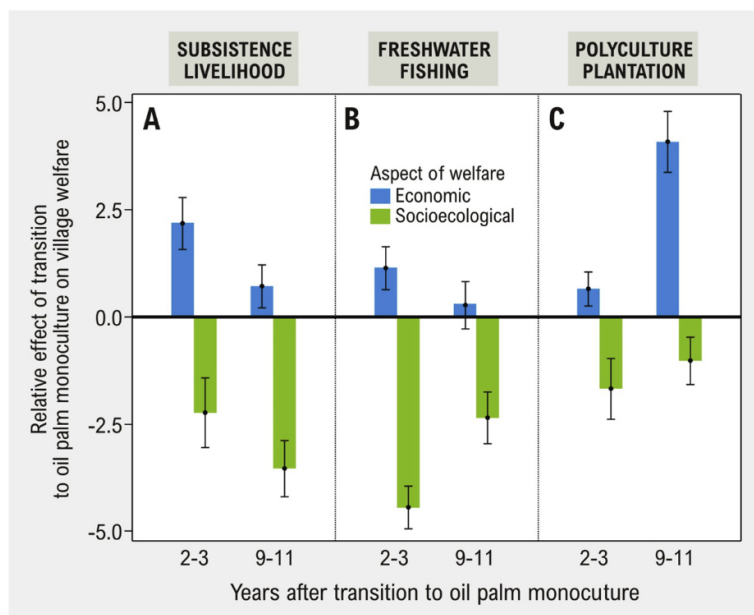 SUBSISTENCE
LIVELIHOOD
FRESHWATER
FISHING
POLYCULTURE
PLANTATION
A
B
C
Aspect of welfare
Economic
Socioecological
Relative effect of transition
to oil palm monoculture on village welfare
5.0
2.5
0.0
-2.5
-5.0
2-3
9-11
2-3
9-11
2-3
9-11
Years after transition to oil palm monocuture